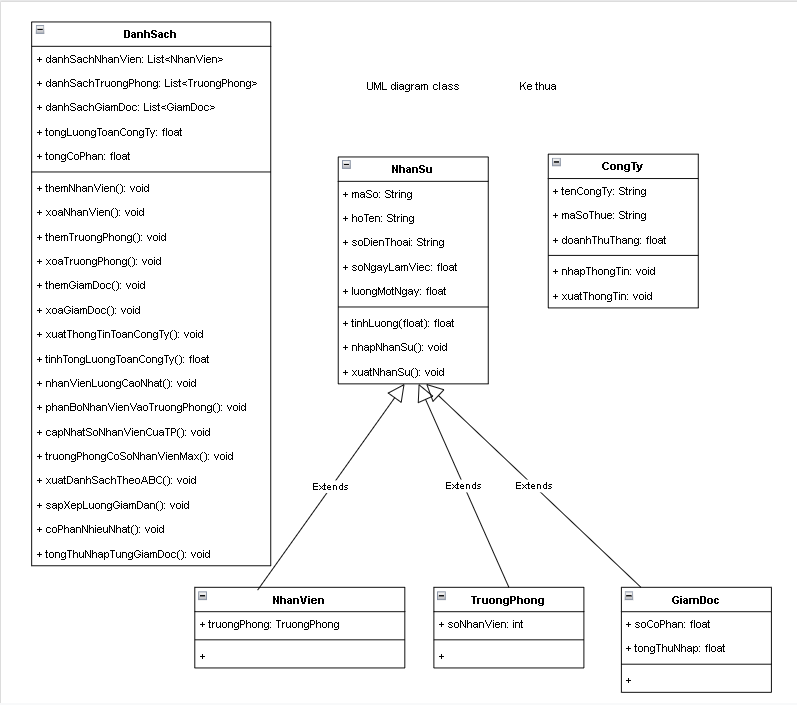 DanhSach
+ danhSachNhanVien: List<NhanVien>
+ danhSachTruongPhong: List<TruongPhong>
+ danhSachGiamDoc: List<GiamDoc>
+ tongLuongToanCongTy: float
+ tongCoPhan: float
+ themNhanVien(): void
+ xoaNhanVien(): void
+ themTruongPhong(): void
+ xoaTruongPhong(): void
+ themGiamDoc(): void
+ xoaGiamDoc(): void
+ xuatThongTinToanCongTy(): void
+ tinhTongLuongToanCongTy(): float
+ nhanVienLuongCaoNhat(): void
+ phanBoNhanVienVaoTruongPhong(): void
+ capNhatSoNhanVienCuaTP(): void
+ truongPhongCoSoNhanVienMax(): void
+ xuatDanhSachTheoABC(): void
+ sapXepLuongGiamDan(): void
+ coPhanNhieuNhat(): void
+ tongThuNhapTungGiamDoc(): void
UML diagram class
Ke thua
NhanSu
+ maSo: String
+ hoTen: String
+ soDienThoai: String
+ soNgayLamViec: float
+ luongMotNgay: float
+ tinhLuong(float): float
+ nhapNhanSu(): void
+ xuatNhanSu(): void
CongTy
+ tenCongTy: String
+ maSoThue: String
+ doanhThuThang: float
+ nhapThongTin: void
+ xuatThongTin: void
Extends
Extends
Extends
NhanVien
+ truongPhong: TruongPhong
+
TruongPhong
+ soNhanVien: int
+
GiamDoc
+ soCoPhan: float
+ tongThuNhap: float
+